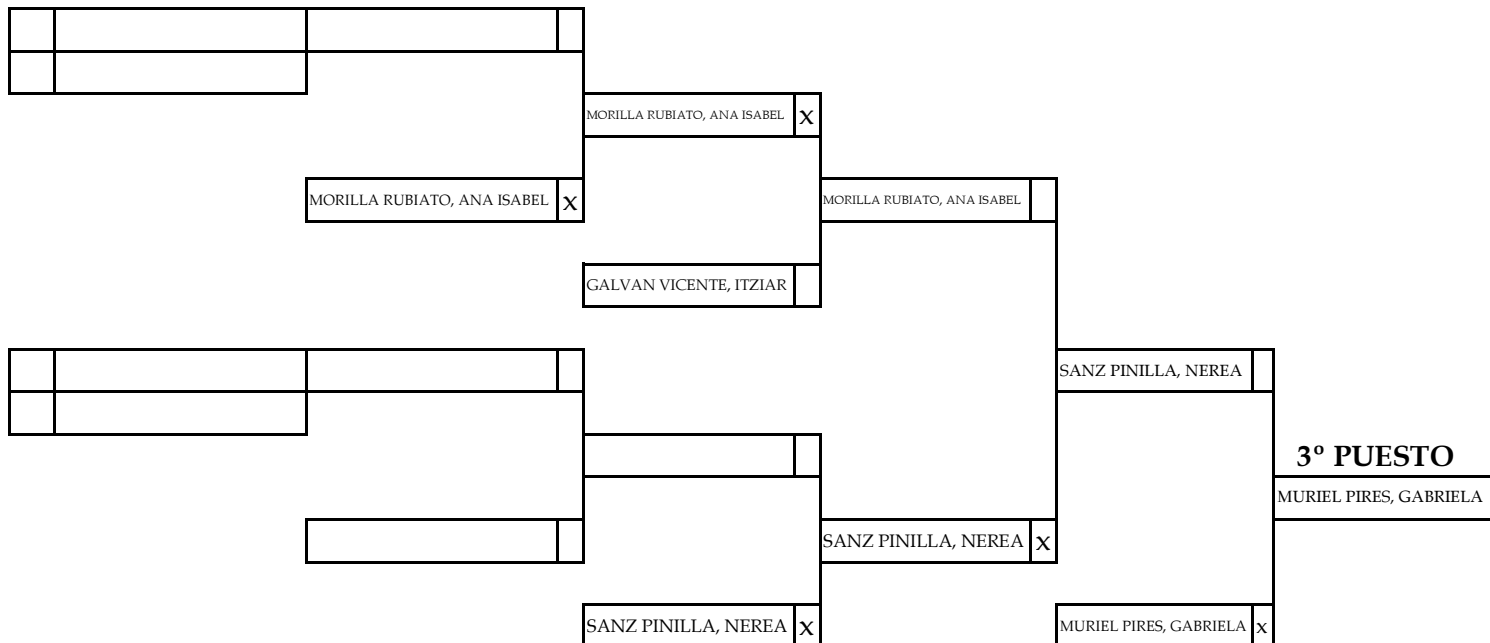 MORILLA RUBIATO, ANA ISABEL X
MORILLA RUBIATO, ANA ISABEL X
MORILLA RUBIATO, ANA ISABEL
GALVAN VICENTE, ITZIAR
SANZ PINILLA, NEREA
3º PUESTO
MURIEL PIRES, GABRIELA
SANZ PINILLA, NEREA X
SANZ PINILLA, NEREA X
MURIEL PIRES, GABRIELA x